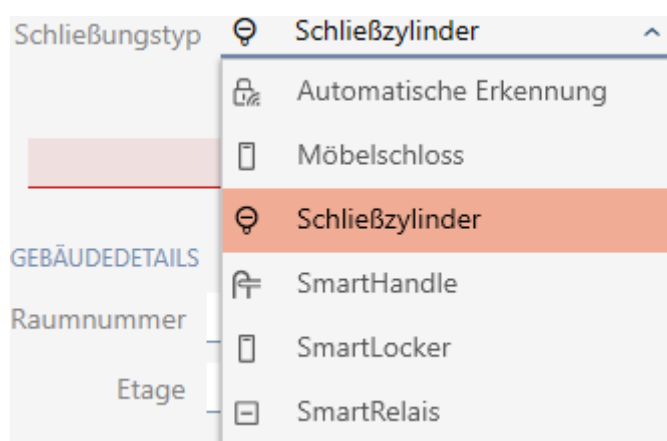 Schließungstyp Schließzylinder
Automatische Erkennung
Möbelschloss
Schließzylinder
GEBÄUDEDETAILS
SmartHandle
Raumnummer
SmartLocker
Etage
SmartRelais